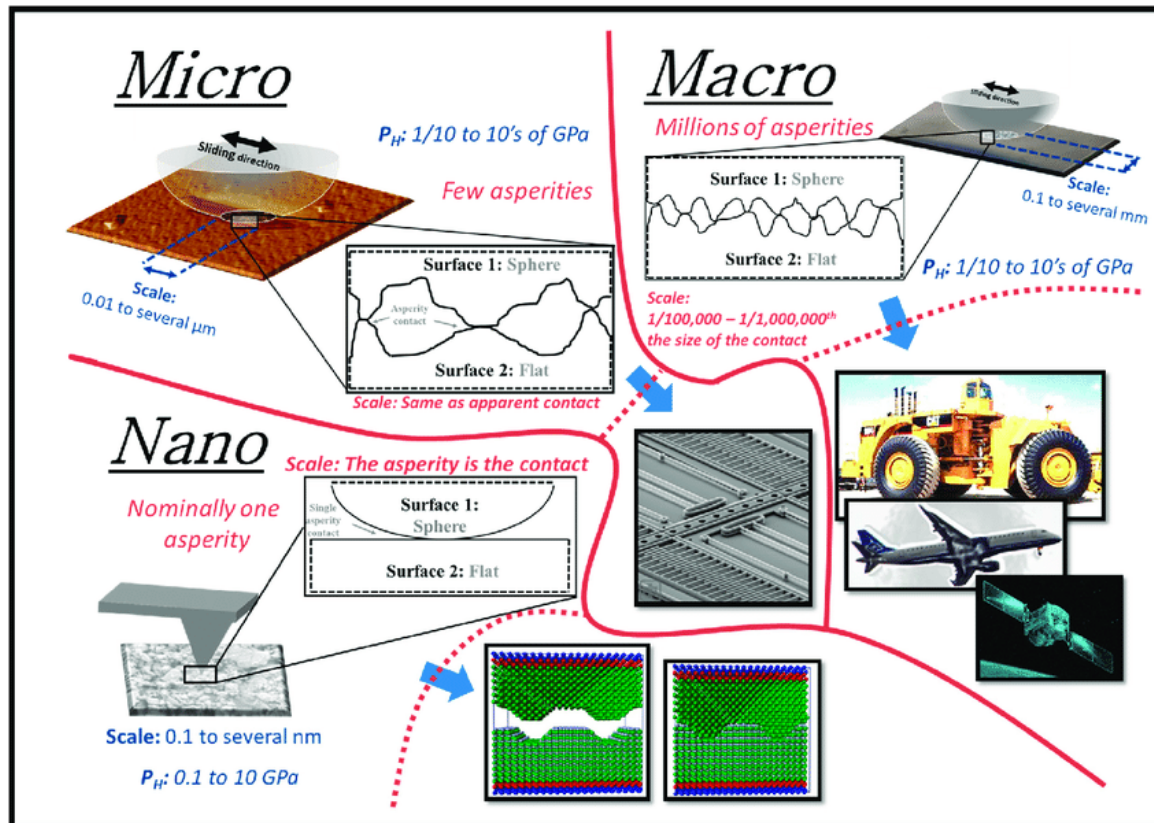 Micro
Sliding direction
P_H: 1/10 to 10's of GPa
Few asperities
Scale:
0.01 to several µm
Surface 1: Sphere
Asperity
contact
Surface 2: Flat
Scale: Same as apparent contact
Macro
Millions of asperities
Sliding direction
Surface 1: Sphere
Surface 2: Flat
Scale:
0.1 to several mm
P_H: 1/10 to 10's of GPa
Scale:
1/100,000 – 1/1,000,000th
the size of the contact
CAT
Nano
Scale: The asperity is the contact
Nominally one
asperity
Single
asperity
contact
Surface 1:
Sphere
Surface 2: Flat
Scale: 0.1 to several nm
P_H: 0.1 to 10 GPa